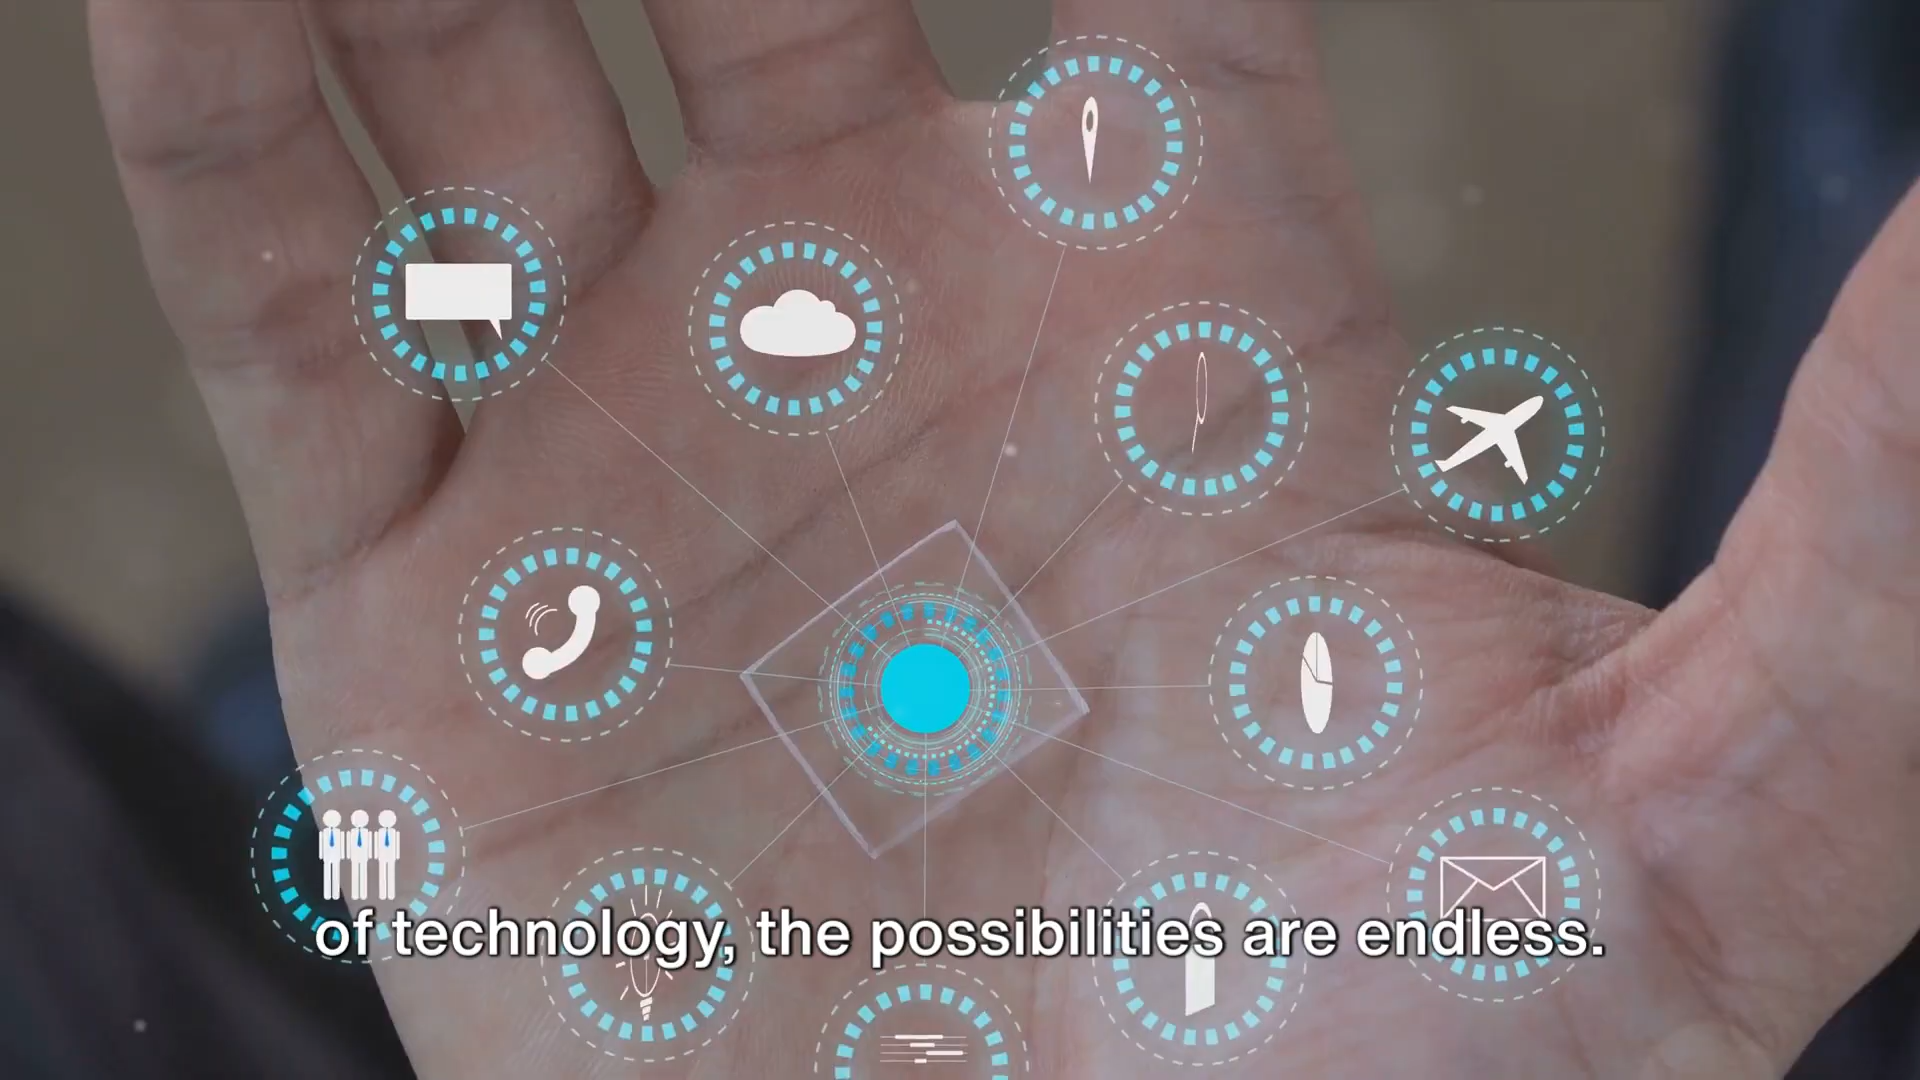 of technology, the possibilities are endless.